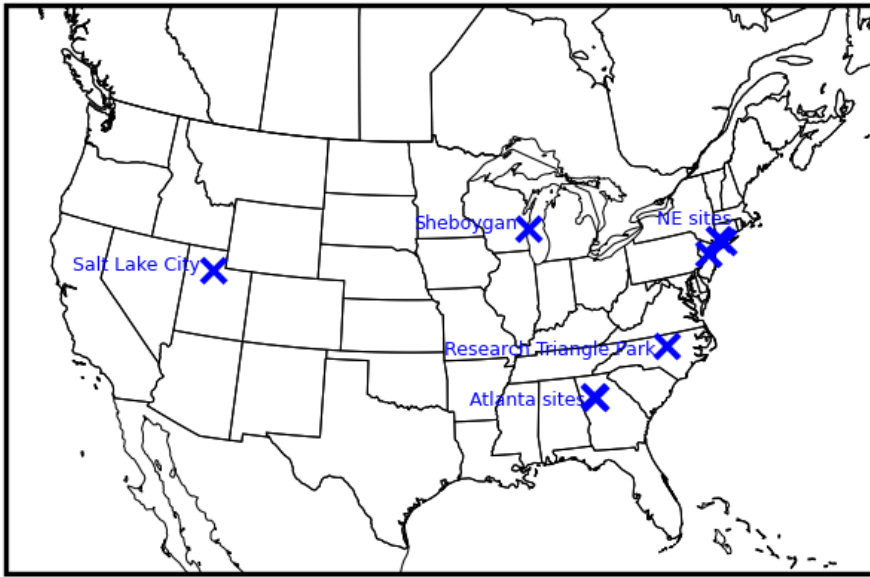 NE sites
Sheboygan
Salt Lake City
Research Triangle Park
Atlanta sites